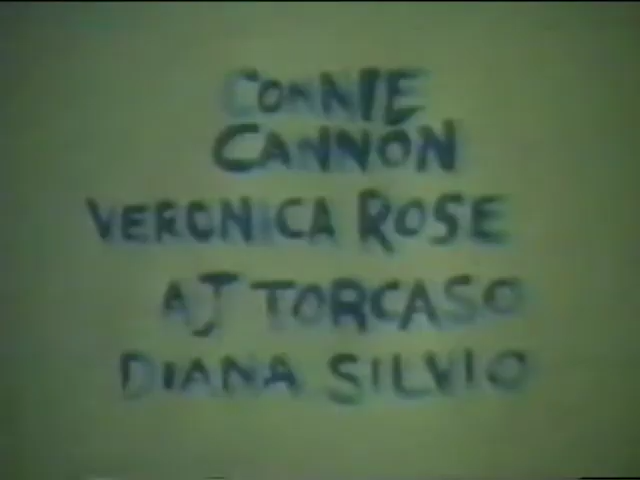 CONNIE
CANNON
VERONICA ROSE
AJ TORCASO
DIANA SILVIO